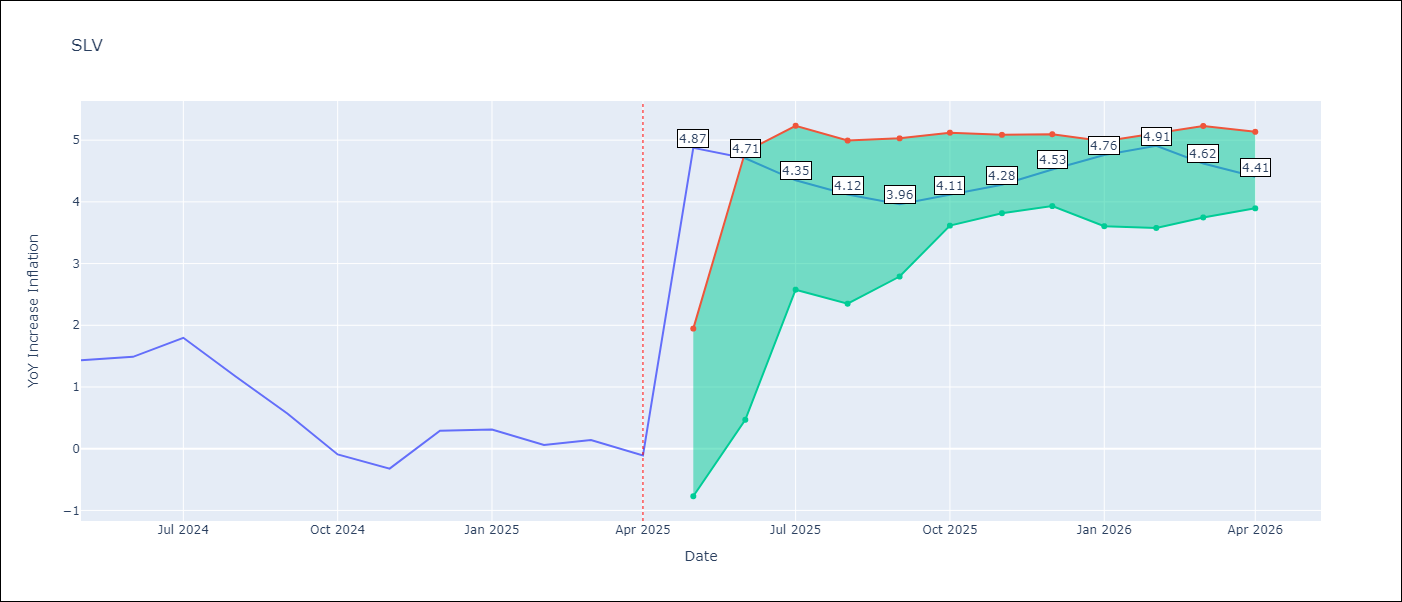 SLV
YoY Increase Inflation
5
4
3
2
1
0
−1
4.87
4.71
4.35
4.12
3.96
4.11
4.28
4.53
4.76
4.91
4.62
4.41
Jul 2024
Oct 2024
Jan 2025
Apr 2025
Jul 2025
Oct 2025
Jan 2026
Apr 2026
Date